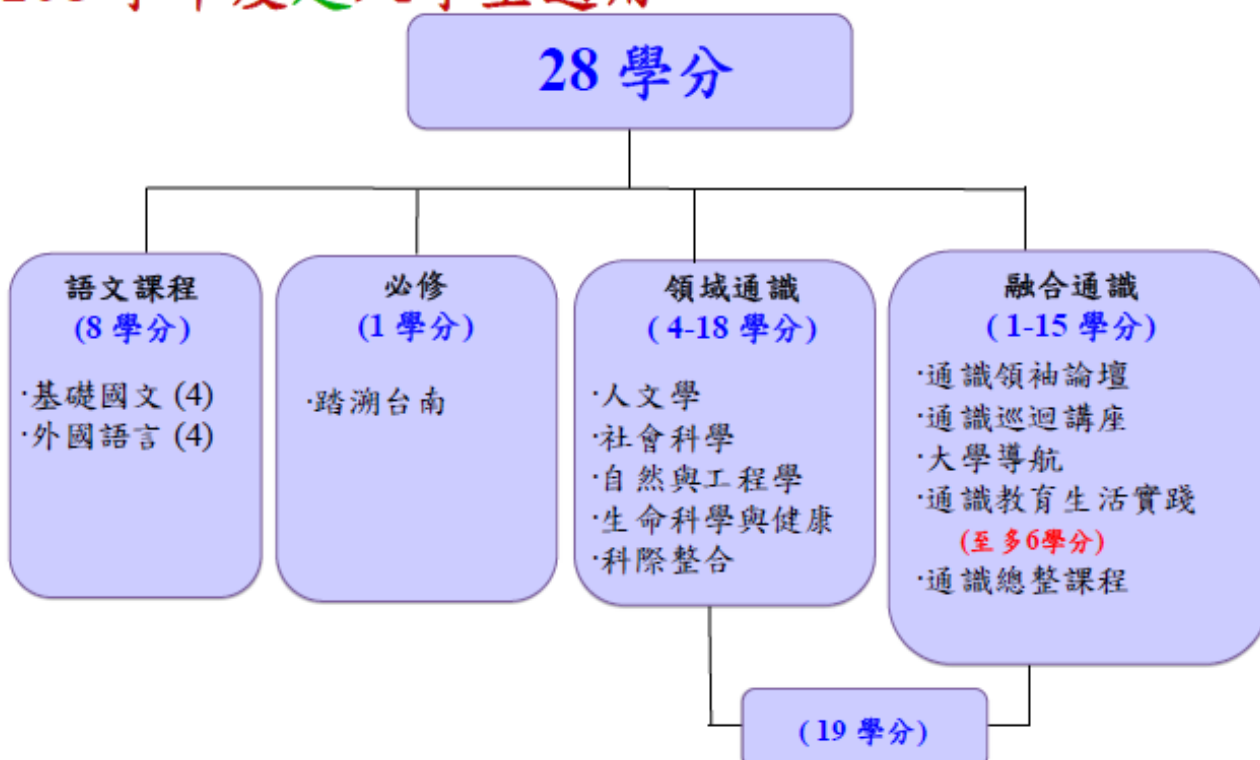 28 學分
語文課程
(8 學分)
·基礎國文 (4)
·外國語言 (4)
必修
(1 學分)
·踏溯台南
領域通識
( 4-18 學分)
·人文學
·社會科學
·自然與工程學
·生命科學與健康
·科際整合
融合通識
( 1-15 學分)
·通識領袖論壇
·通識巡迴講座
·大學導航
·通識教育生活實踐
(至多6學分)
·通識總整課程
( 19 學分)